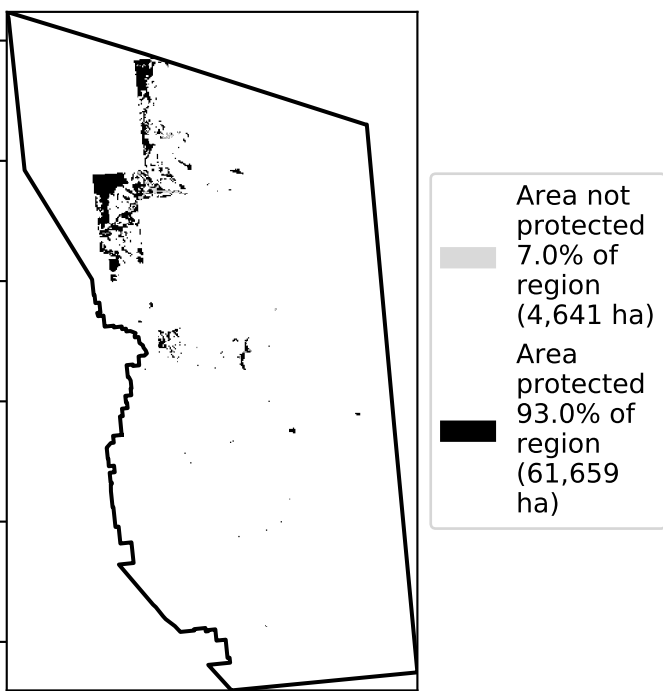 Area not
protected
7.0% of
region
(4,641 ha)
Area
protected
93.0% of
region
(61,659
ha)